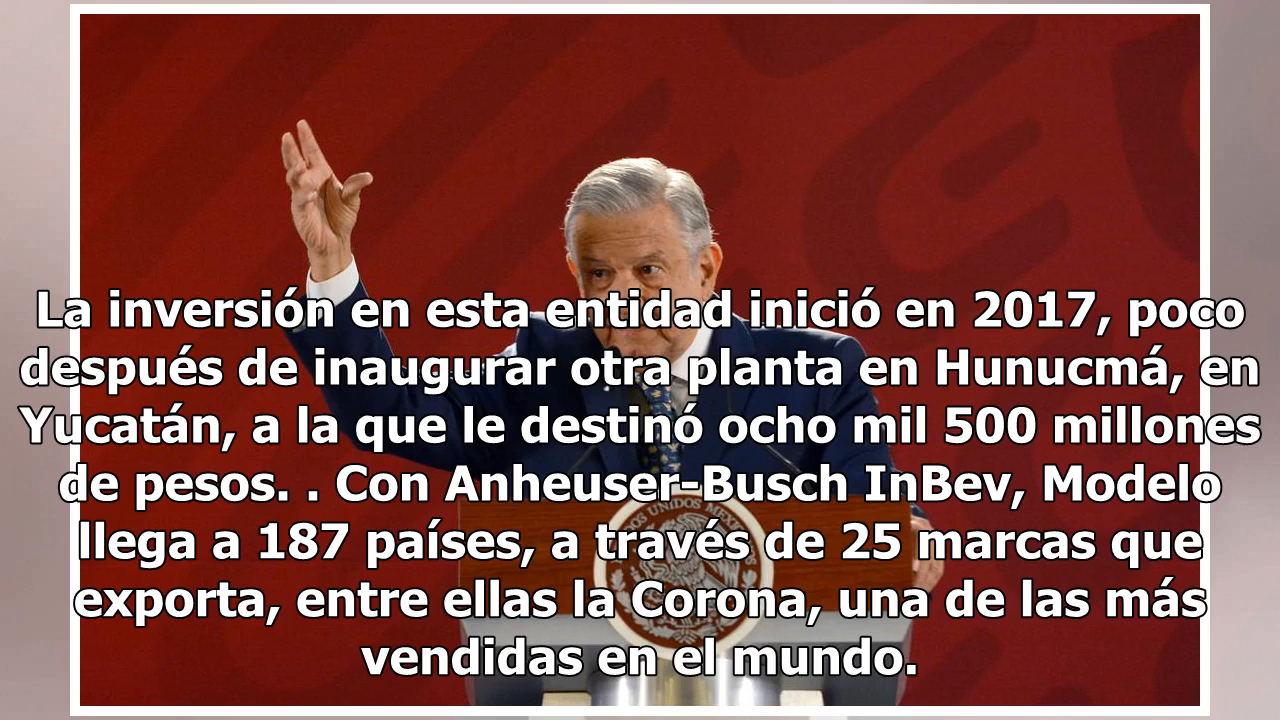 La inversión en esta entidad inició en 2017, poco
después de inaugurar otra planta en Hunucmá, en
Yucatán, a la que le destinó ocho mil 500 millones
de pesos. . Con Anheuser-Busch InBev, Modelo
llega a 187 países, a través de 25 marcas que
exporta, entre ellas la Corona, una de las más
vendidas en el mundo.